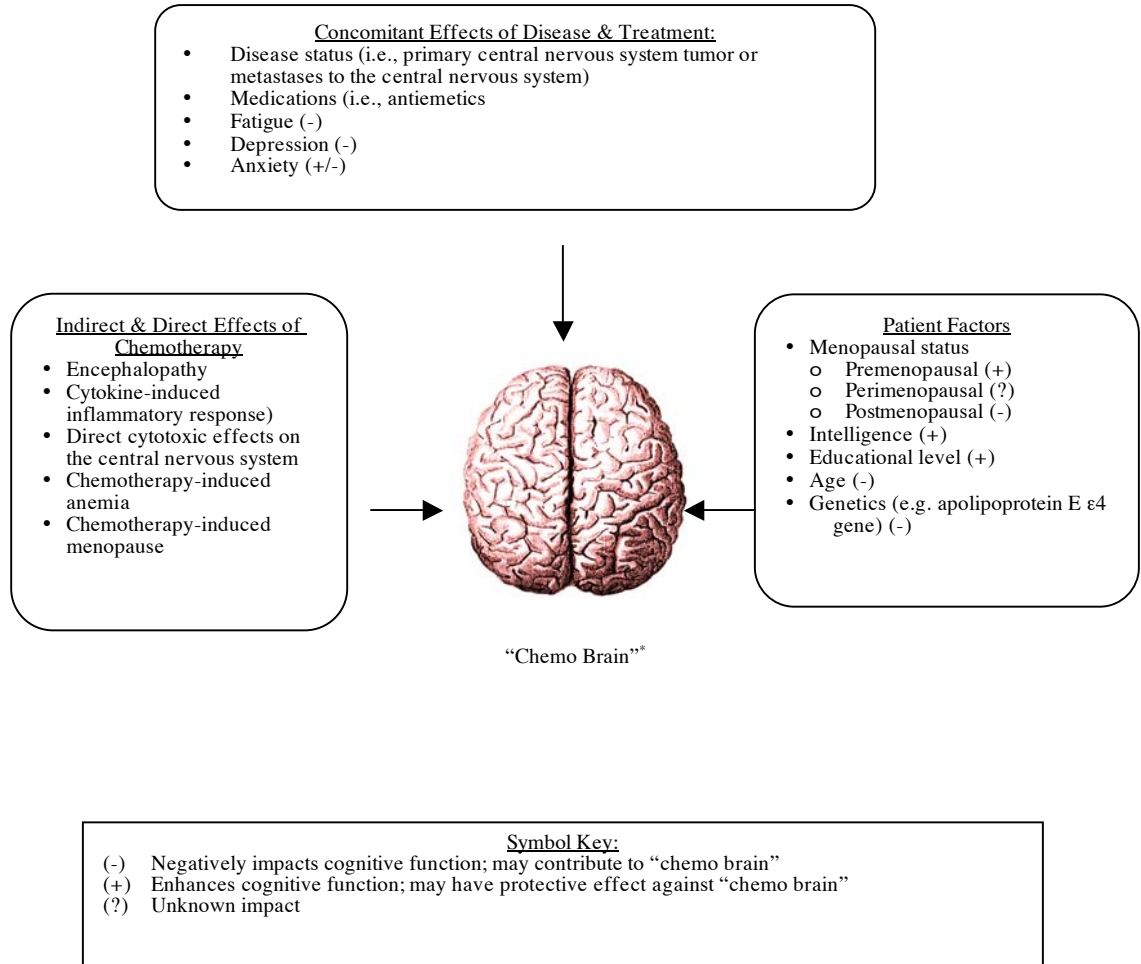 Concomitant Effects of Disease & Treatment:
• Disease status (i.e., primary central nervous system tumor or
metastases to the central nervous system)
• Medications (i.e., antiemetics
• Fatigue (-)
• Depression (-)
• Anxiety (+/-)
Indirect & Direct Effects of
Chemotherapy
• Encephalopathy
• Cytokine-induced
inflammatory response)
• Direct cytotoxic effects on
the central nervous system
• Chemotherapy-induced
anemia
• Chemotherapy-induced
menopause
Patient Factors
• Menopausal status
o Premenopausal (+)
o Perimenopausal (?)
o Postmenopausal (-)
• Intelligence (+)
• Educational level (+)
• Age (-)
• Genetics (e.g. apolipoprotein E ε4
gene) (-)
“Chemo Brain”*
Symbol Key:
(-) Negatively impacts cognitive function; may contribute to “chemo brain”
(+) Enhances cognitive function; may have protective effect against “chemo brain”
(?) Unknown impact